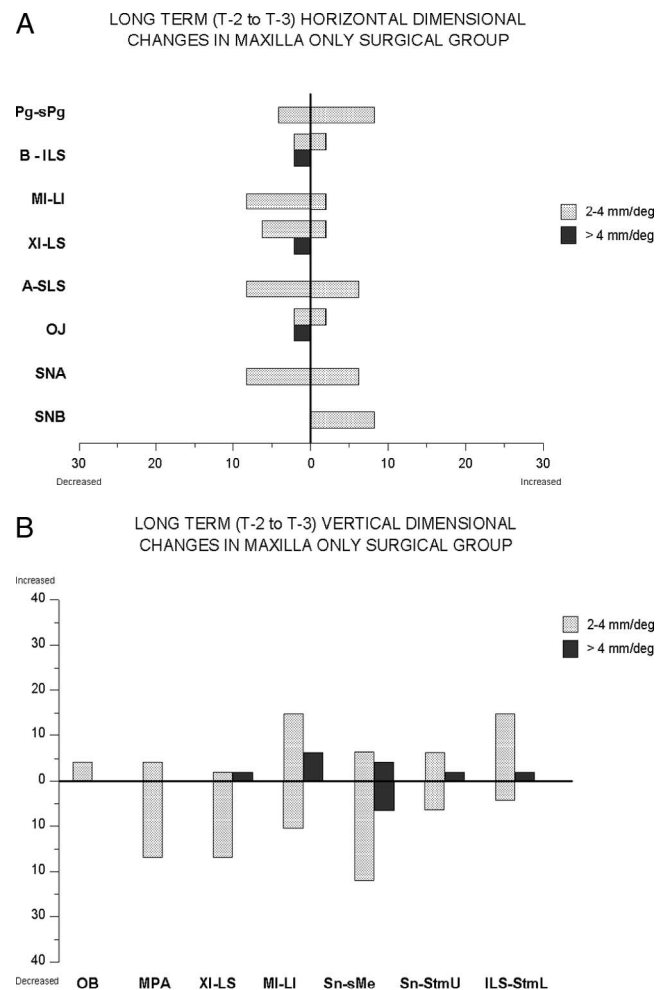 A
LONG TERM (T-2 to T-3) HORIZONTAL DIMENSIONAL
CHANGES IN MAXILLA ONLY SURGICAL GROUP
Pg-sPg
B - ILS
MI-LI
XI-LS
A-SLS
OJ
SNA
SNB
2-4 mm/deg
> 4 mm/deg
30 20 10 0 10 20 30
Decreased Increased
B
LONG TERM (T-2 to T-3) VERTICAL DIMENSIONAL
CHANGES IN MAXILLA ONLY SURGICAL GROUP
Increased
40
30
20
10
0
10
10
30
40
2-4 mm/deg
> 4 mm/deg
Decreased OB MPA XI-LS MI-LI Sn-sMe Sn-StmU ILS-StmL